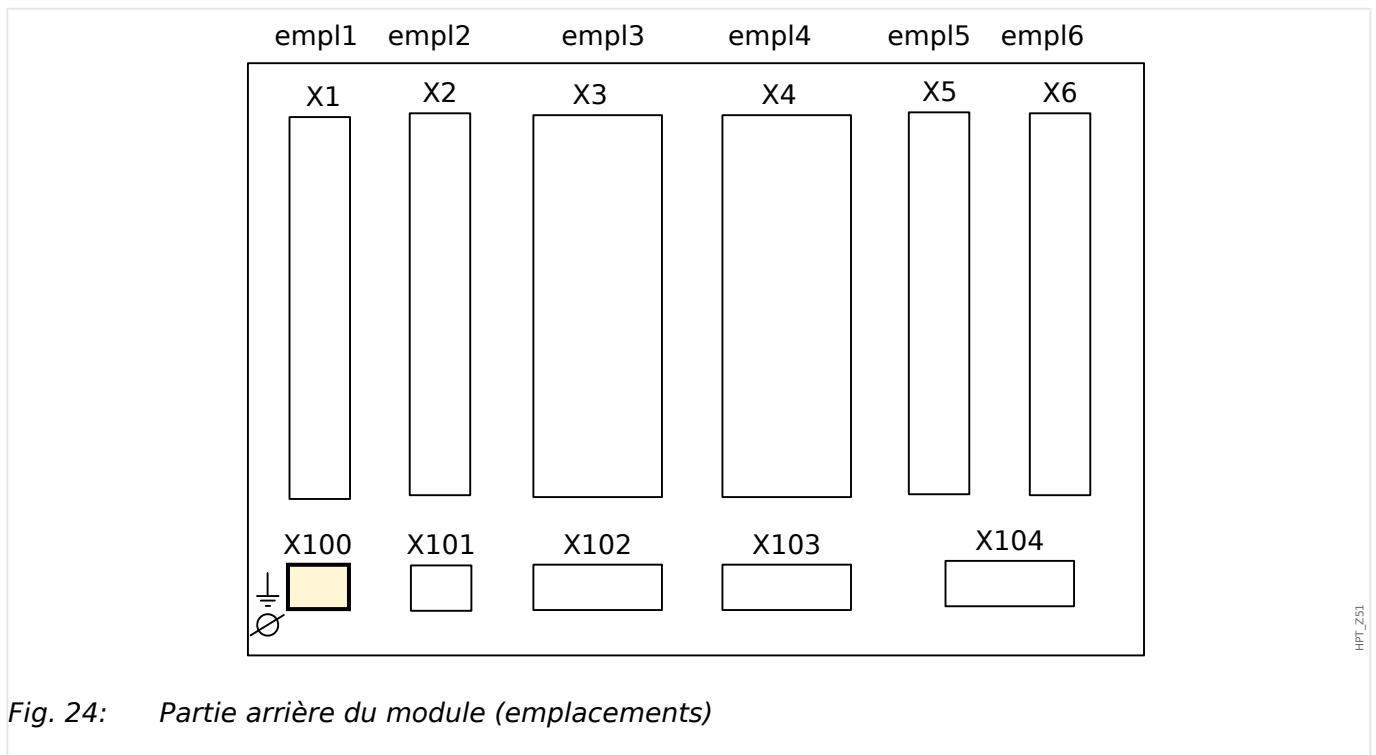 empl1 empl2 empl3 empl4 empl5 empl6
X1 X2 X3 X4 X5 X6
X100 X101 X102 X103 X104
HPT_Z51
Fig. 24: Partie arrière du module (emplacements)